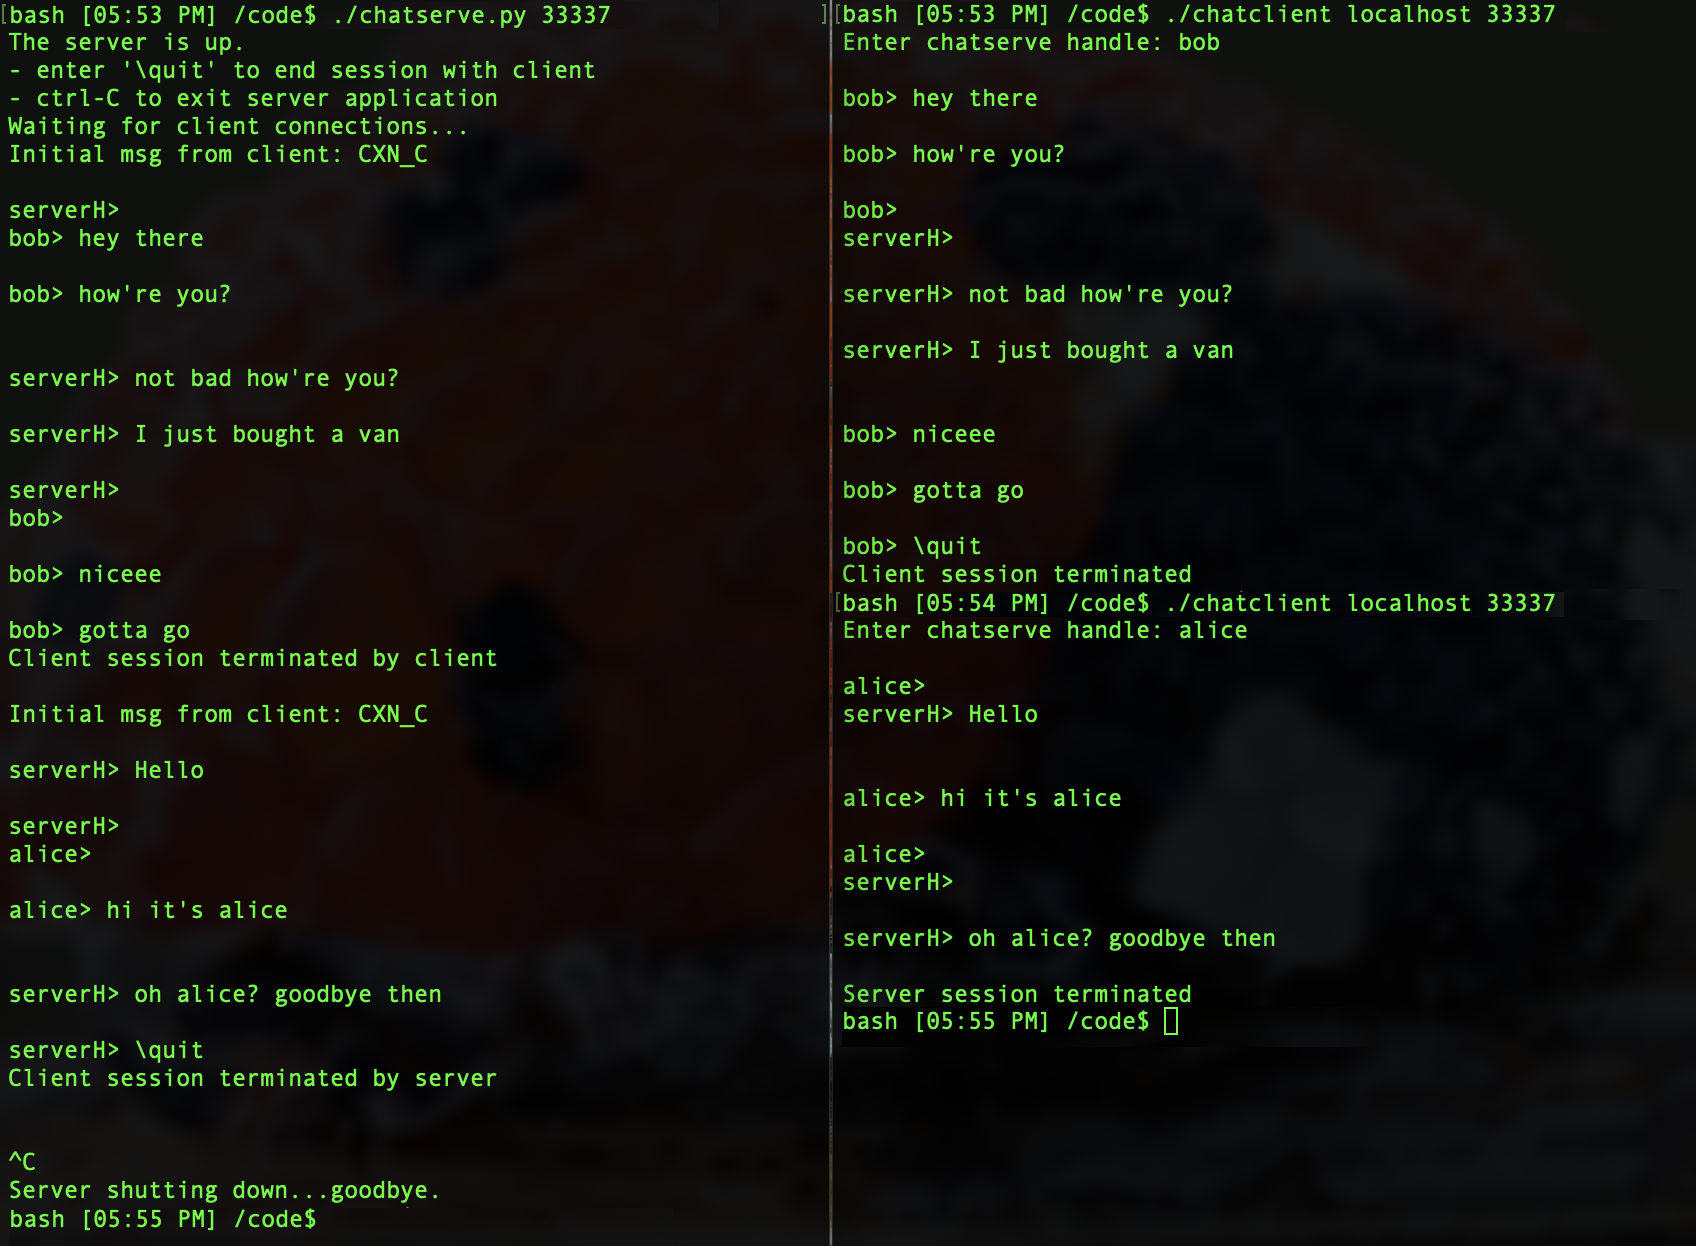 [bash [05:53 PM] /code$ ./chatserve.py 33337 ]
The server is up.
- enter '\quit' to end session with client
- ctrl-C to exit server application
Waiting for client connections...
Initial msg from client: CXN_C
serverH>
bob> hey there
bob> how're you?
serverH> not bad how're you?
serverH> I just bought a van
serverH>
bob>
bob> niceee
bob> gotta go
Client session terminated by client
Initial msg from client: CXN_C
serverH> Hello
serverH>
alice>
alice> hi it's alice
serverH> oh alice? goodbye then
serverH> \quit
Client session terminated by server
^C
Server shutting down...goodbye.
bash [05:55 PM] /code$
[bash [05:53 PM] /code$ ./chatclient localhost 33337
Enter chatserve handle: bob
bob> hey there
bob> how're you?
bob>
serverH>
serverH> not bad how're you?
serverH> I just bought a van
bob> niceee
bob> gotta go
bob> \quit
Client session terminated
[bash [05:54 PM] /code$ ./chatclient localhost 33337
Enter chatserve handle: alice
alice>
serverH> Hello
alice> hi it's alice
alice>
serverH>
serverH> oh alice? goodbye then
Server session terminated
bash [05:55 PM] /code$